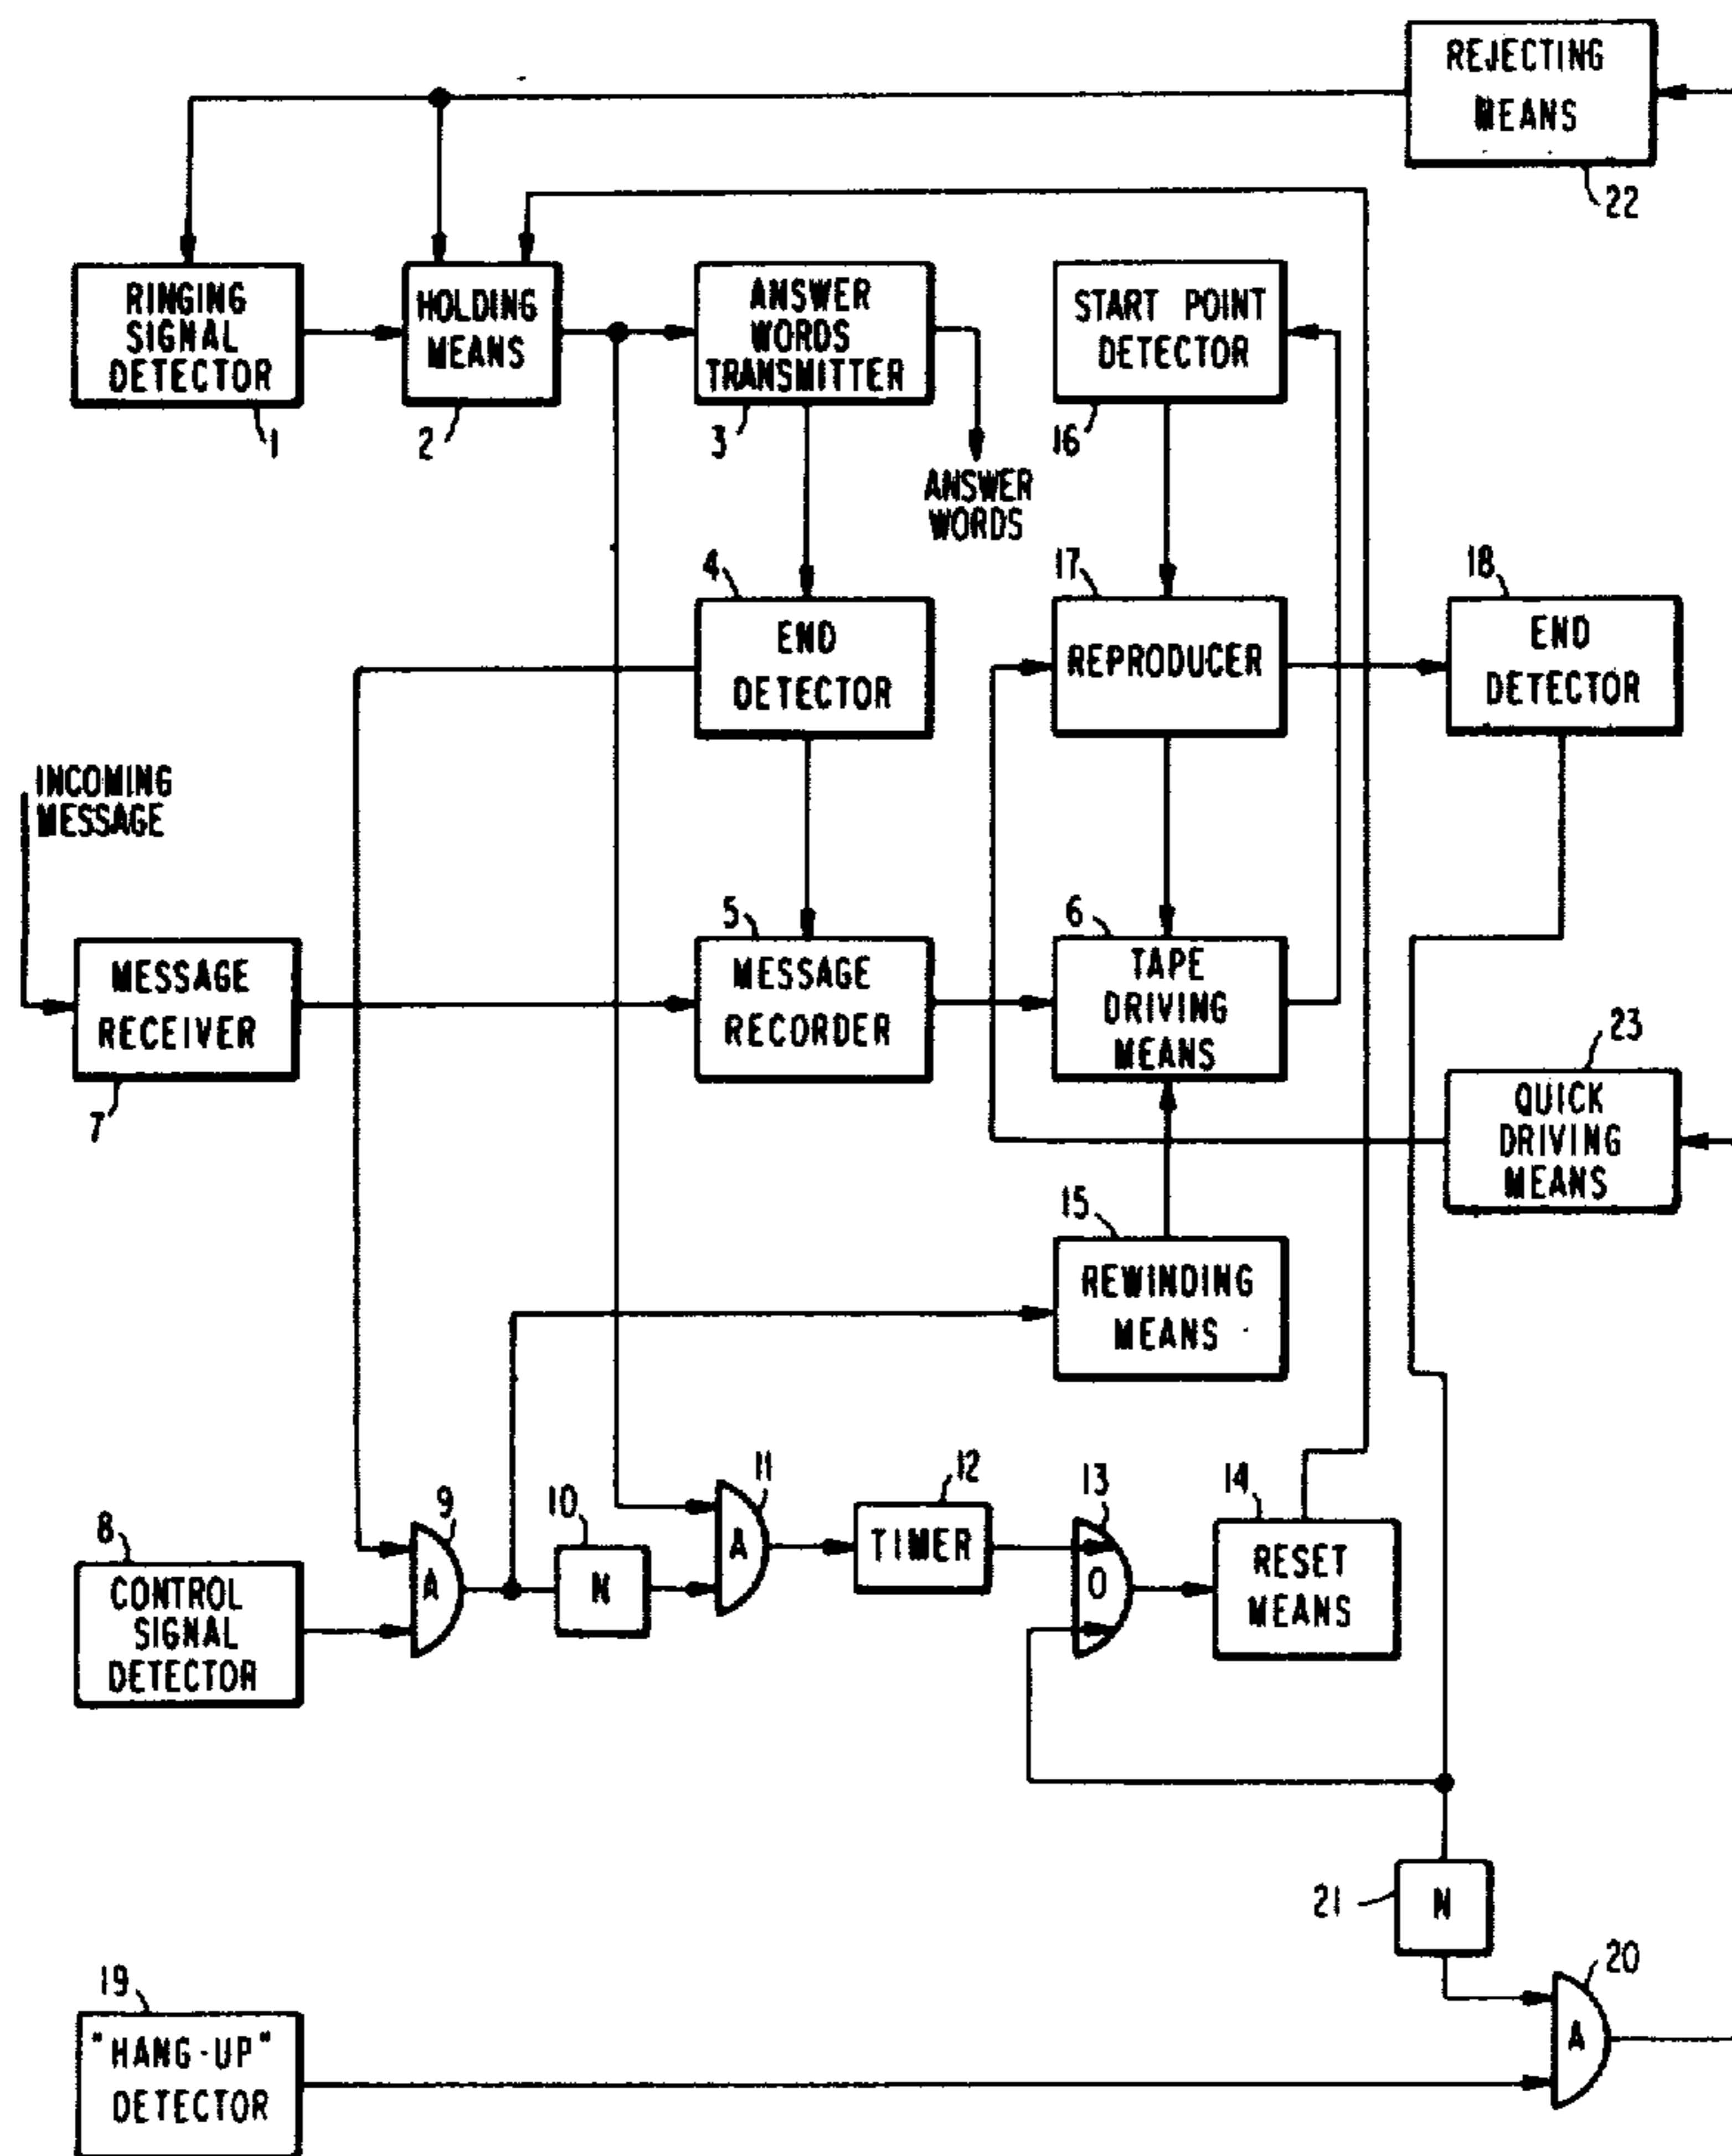 REJECTING
MEANS
22
RINGING
SIGNAL
DETECTOR
1
HOLDING
MEANS
2
ANSWER
WORDS
TRANSMITTER
3
ANSWER
WORDS
START POINT
DETECTOR
16
4
END
DETECTOR
17
REPRODUCER
18
END
DETECTOR
INCOMING
MESSAGE
MESSAGE
RECEIVER
7
5
MESSAGE
RECORDER
6
TAPE
DRIVING
MEANS
23
QUICK
DRIVING
MEANS
15
REWINDING
MEANS
8
CONTROL
SIGNAL
DETECTOR
9
A
10
N
11
A
12
TIMER
13
O
14
RESET
MEANS
21
N
20
A
19
"HANG-UP"
DETECTOR